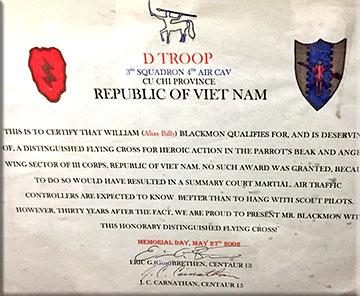 D TROOP
3RD SQUADRON 4TH AIR CAV
CU CHI PROVINCE
REPUBLIC OF VIET NAM
THIS IS TO CERTIFY THAT WILLIAM (Alias Billy) BLACKMON QUALIFIES FOR, AND IS DESERVIN
OF, A DISTINGUISHED FLYING CROSS FOR HEROIC ACTION IN THE PARROT'S BEAK AND ANGE
WING SECTOR OF III CORPS, REPUBLIC OF VIET NAM. NO SUCH AWARD WAS GRANTED, BECAU
TO DO SO WOULD HAVE RESULTED IN A SUMMARY COURT MARTIAL. AIR TRAFFIC
CONTROLLERS ARE EXPECTED TO KNOW BETTER THAN TO HANG WITH SCOUT PILOTS.
HOWEVER, THIRTY YEARS AFTER THE FACT, WE ARE PROUD TO PRESENT MR. BLACKMON WITH
THIS HONORARY DISTINGUISHED FLYING CROSS!
MEMORIAL DAY, MAY 27th 2002
ERIC G. BRETHEN, CENTAUR 13
J. C. Carnathan
J. C. CARNATHAN, CENTAUR 15